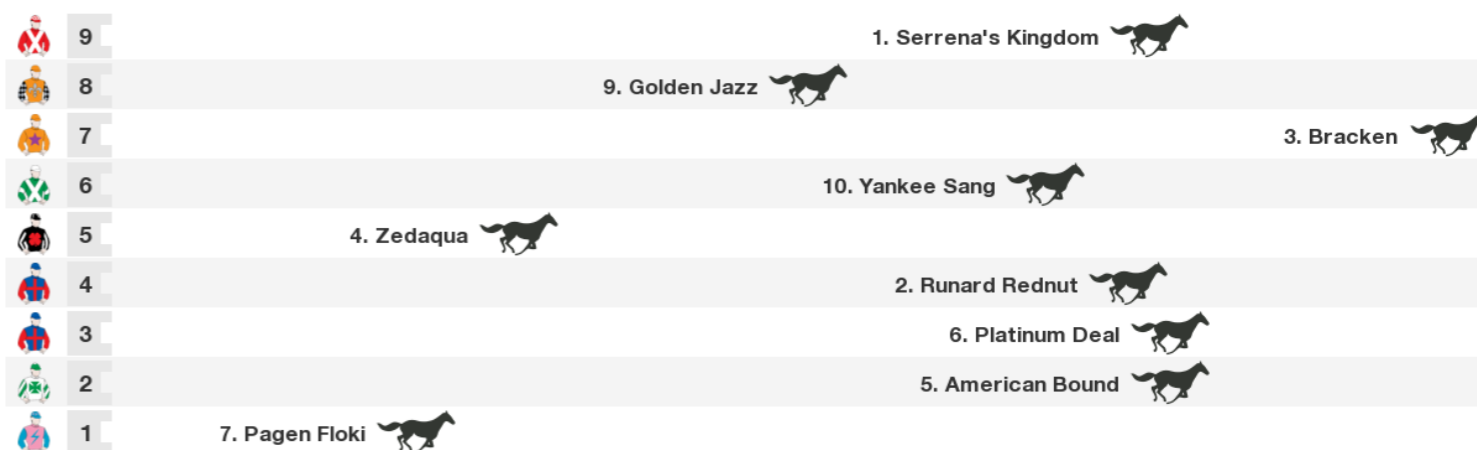 9 1. Serrena's Kingdom
8 9. Golden Jazz
7 3. Bracken
6 10. Yankee Sang
5 4. Zedaqua
4 2. Runard Rednut
3 6. Platinum Deal
2 5. American Bound
1 7. Pagen Floki